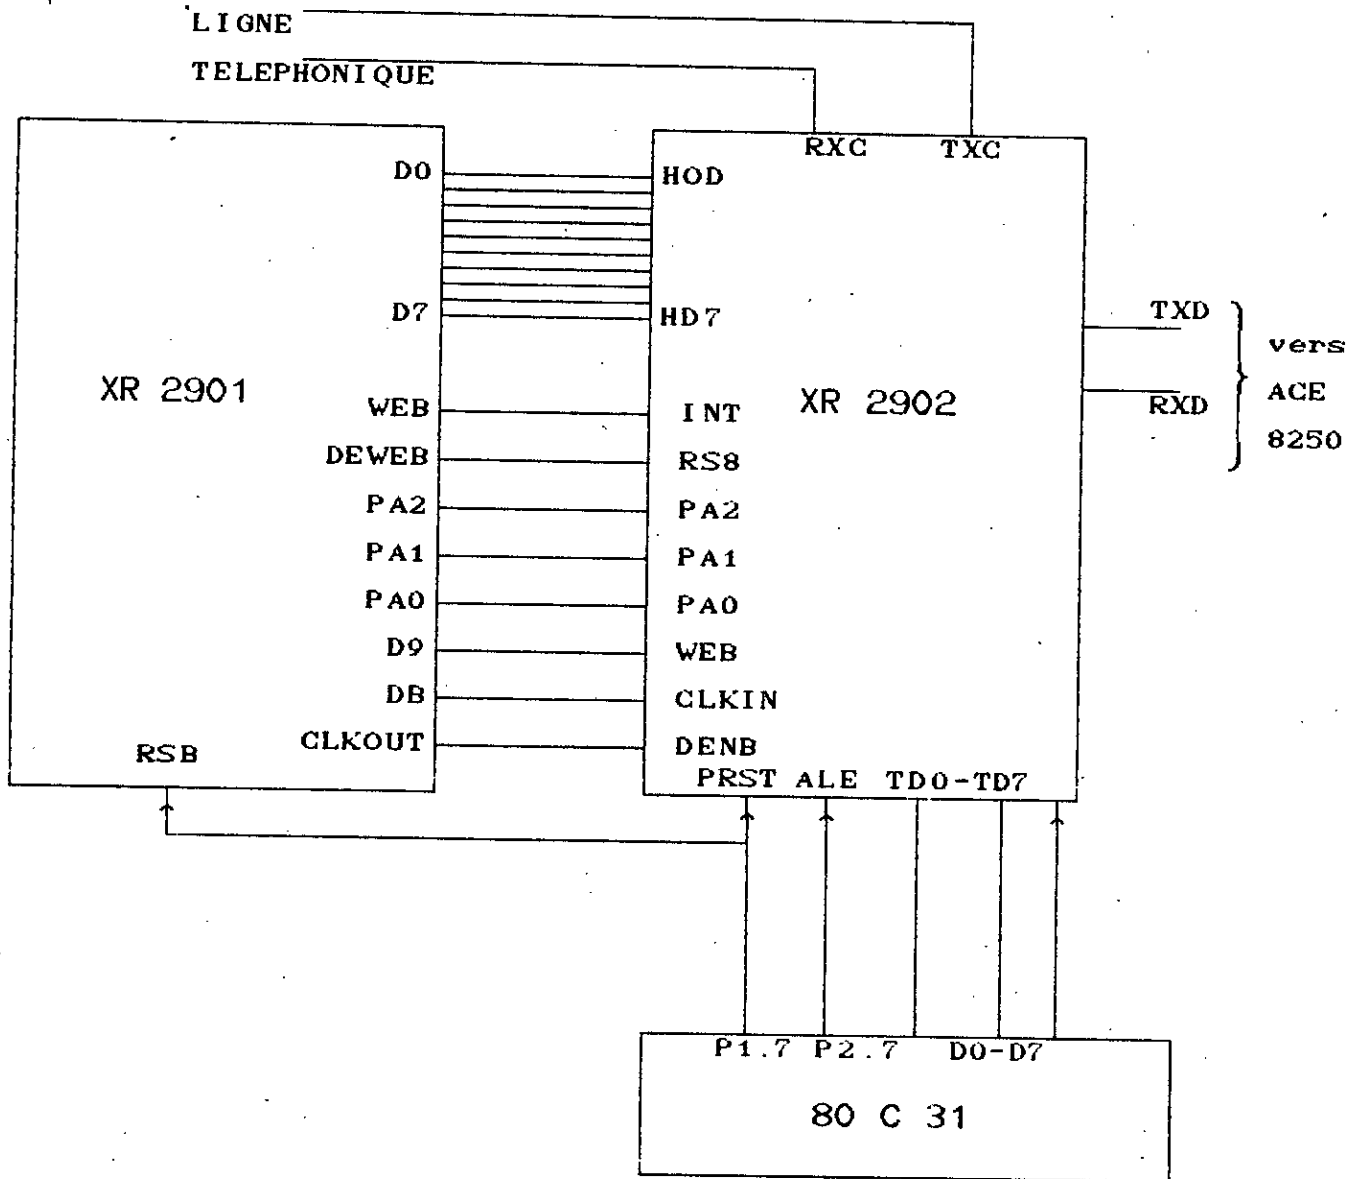 LIGNE
TELEPHONIQUE
RXC TXC
D0 HOD
D7 HD7
TXD
vers
XR 2901 XR 2902 ACE
WEB INT RXD
8250
DEWEB RS8
PA2 PA2
PA1 PA1
PA0 PA0
D9 WEB
DB CLKIN
CLKOUT DENB
RSB
PRST ALE TD0-TD7
P1.7 P2.7 D0-D7
80 C 31